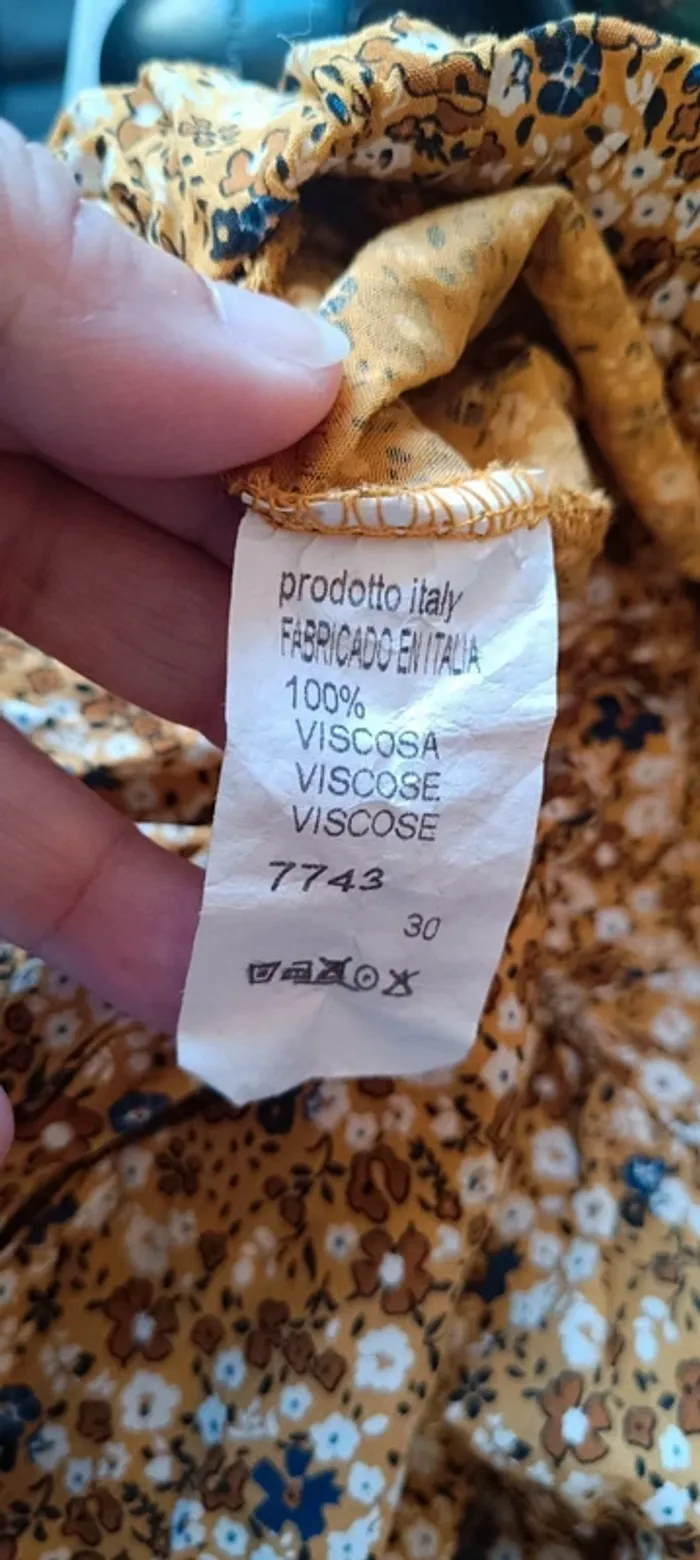 prodotto italy
FABRICADO EN ITALIA
100%
VISCOSA
VISCOSE
VISCOSE
7743
30